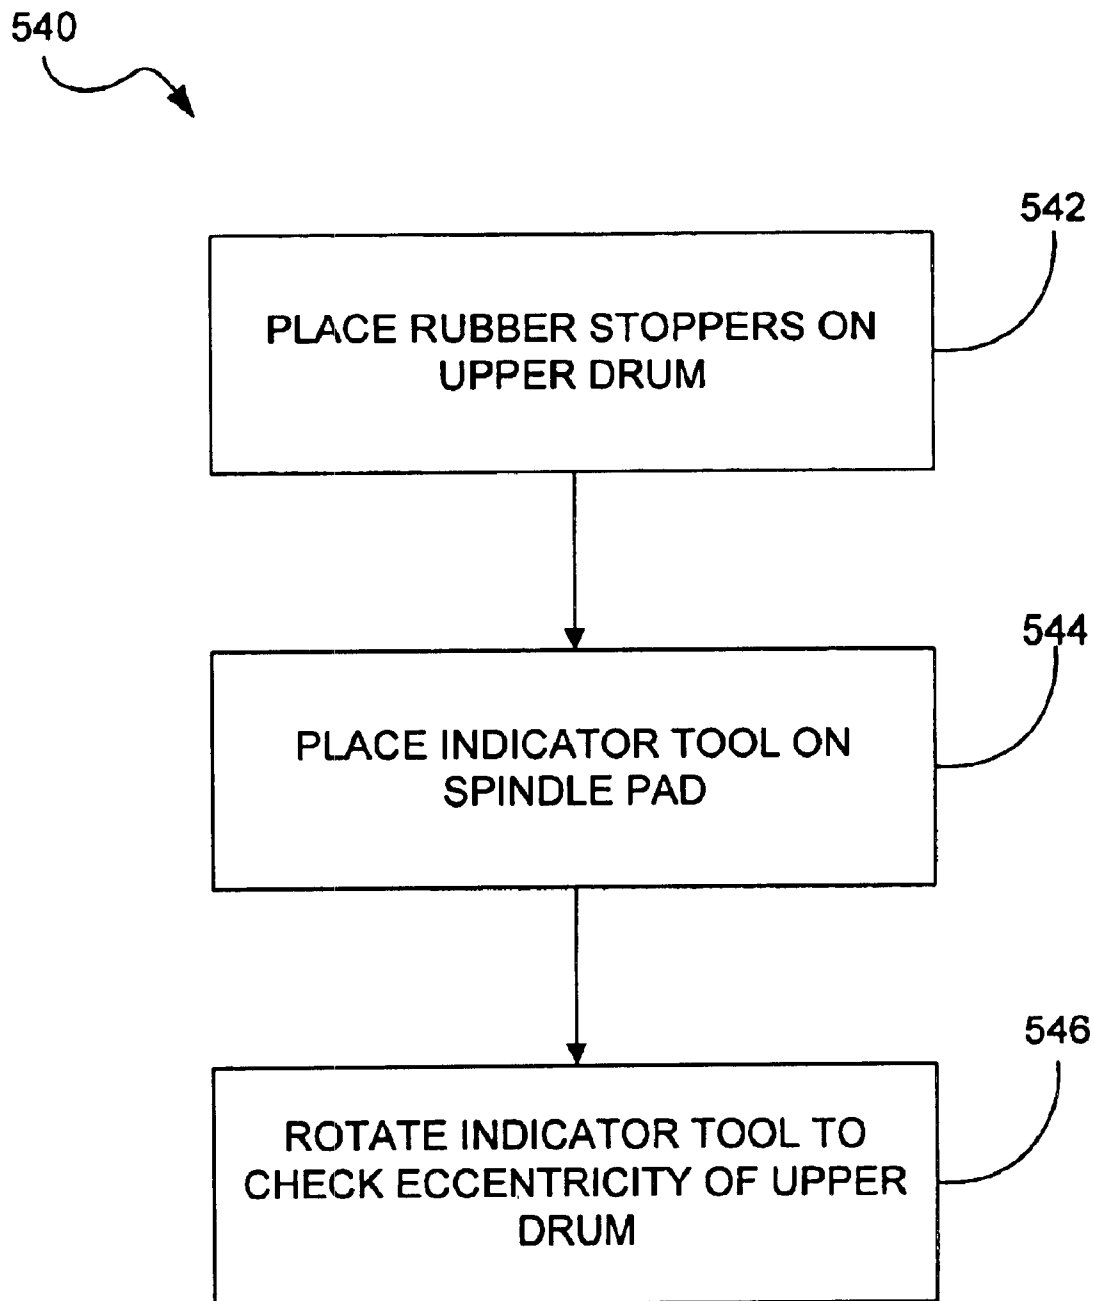 540
542
PLACE RUBBER STOPPERS ON
UPPER DRUM
544
PLACE INDICATOR TOOL ON
SPINDLE PAD
546
ROTATE INDICATOR TOOL TO
CHECK ECCENTRICITY OF UPPER
DRUM